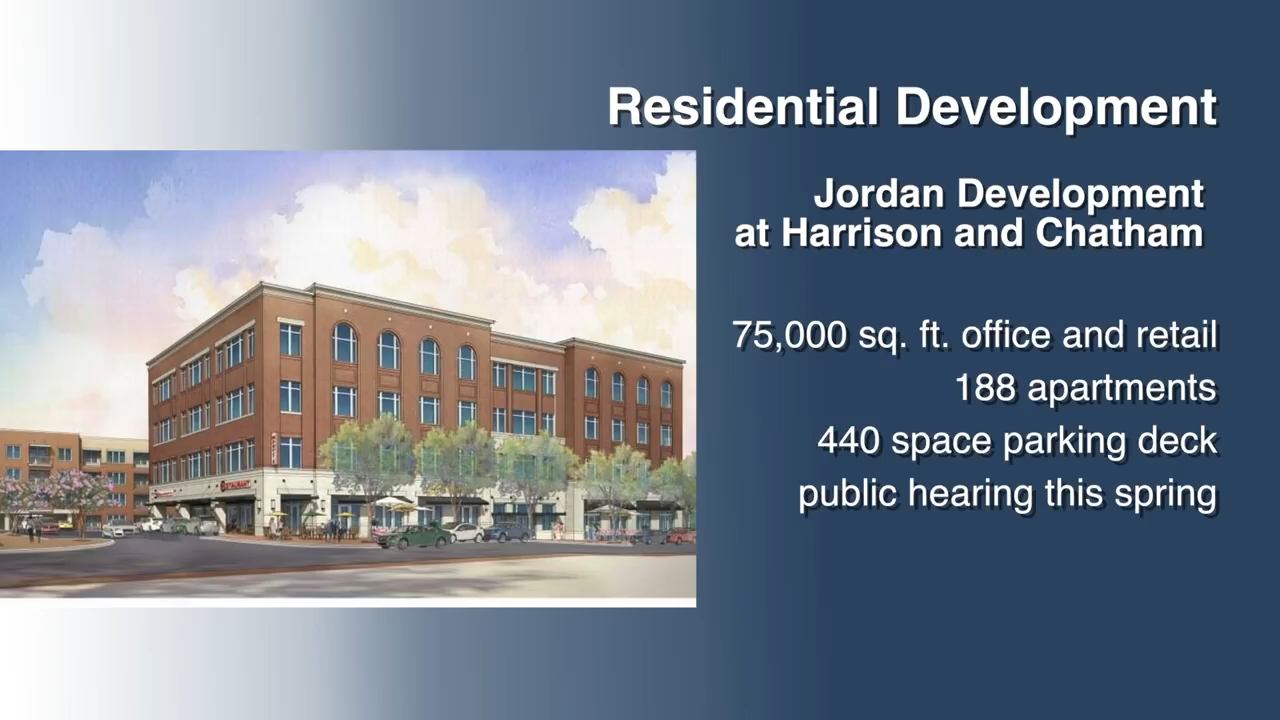 Residential Development
Jordan Development
at Harrison and Chatham
75,000 sq. ft. office and retail
188 apartments
440 space parking deck
public hearing this spring
RESTAURANT